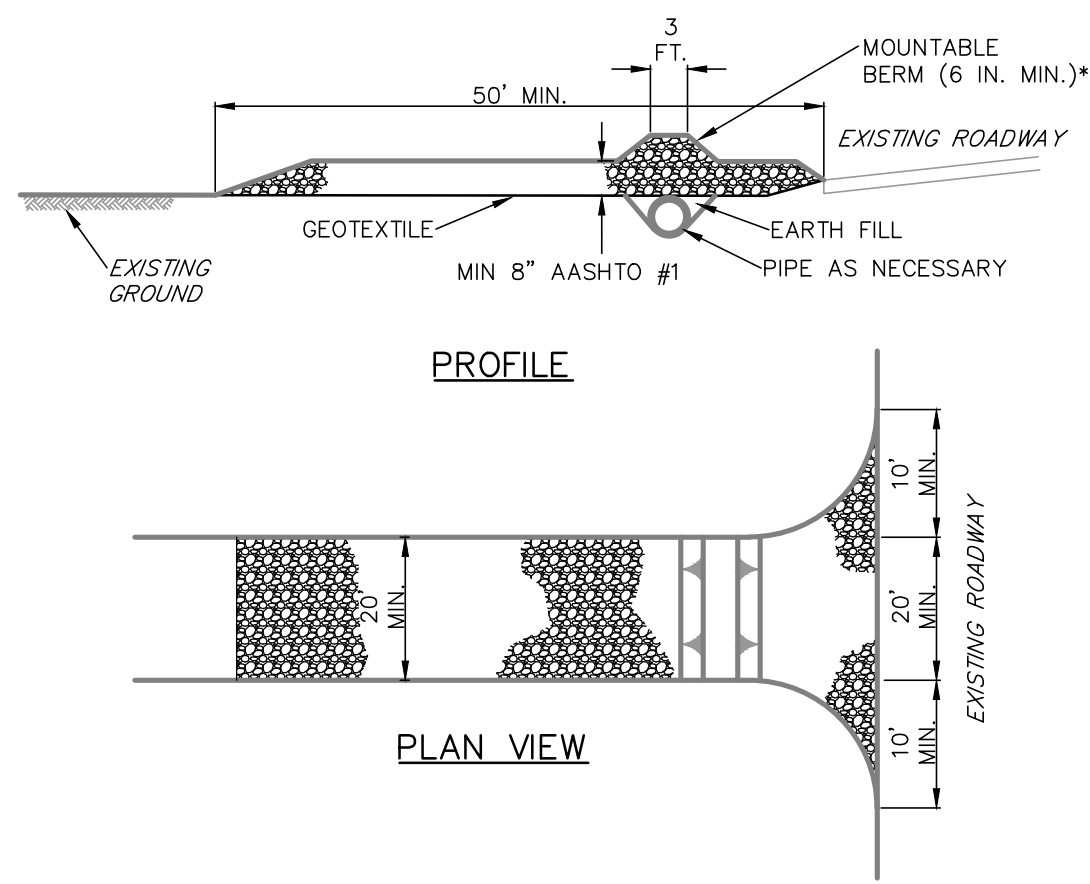 3
FT.
MOUNTABLE
BERM (6 IN. MIN.)*
50' MIN.
EXISTING ROADWAY
GEOTEXTILE
EARTH FILL
EXISTING
GROUND
MIN 8" AASHTO #1
PIPE AS NECESSARY
PROFILE
10'
MIN.
20'
MIN.
20'
MIN.
EXISTING ROADWAY
10'
MIN.
PLAN VIEW